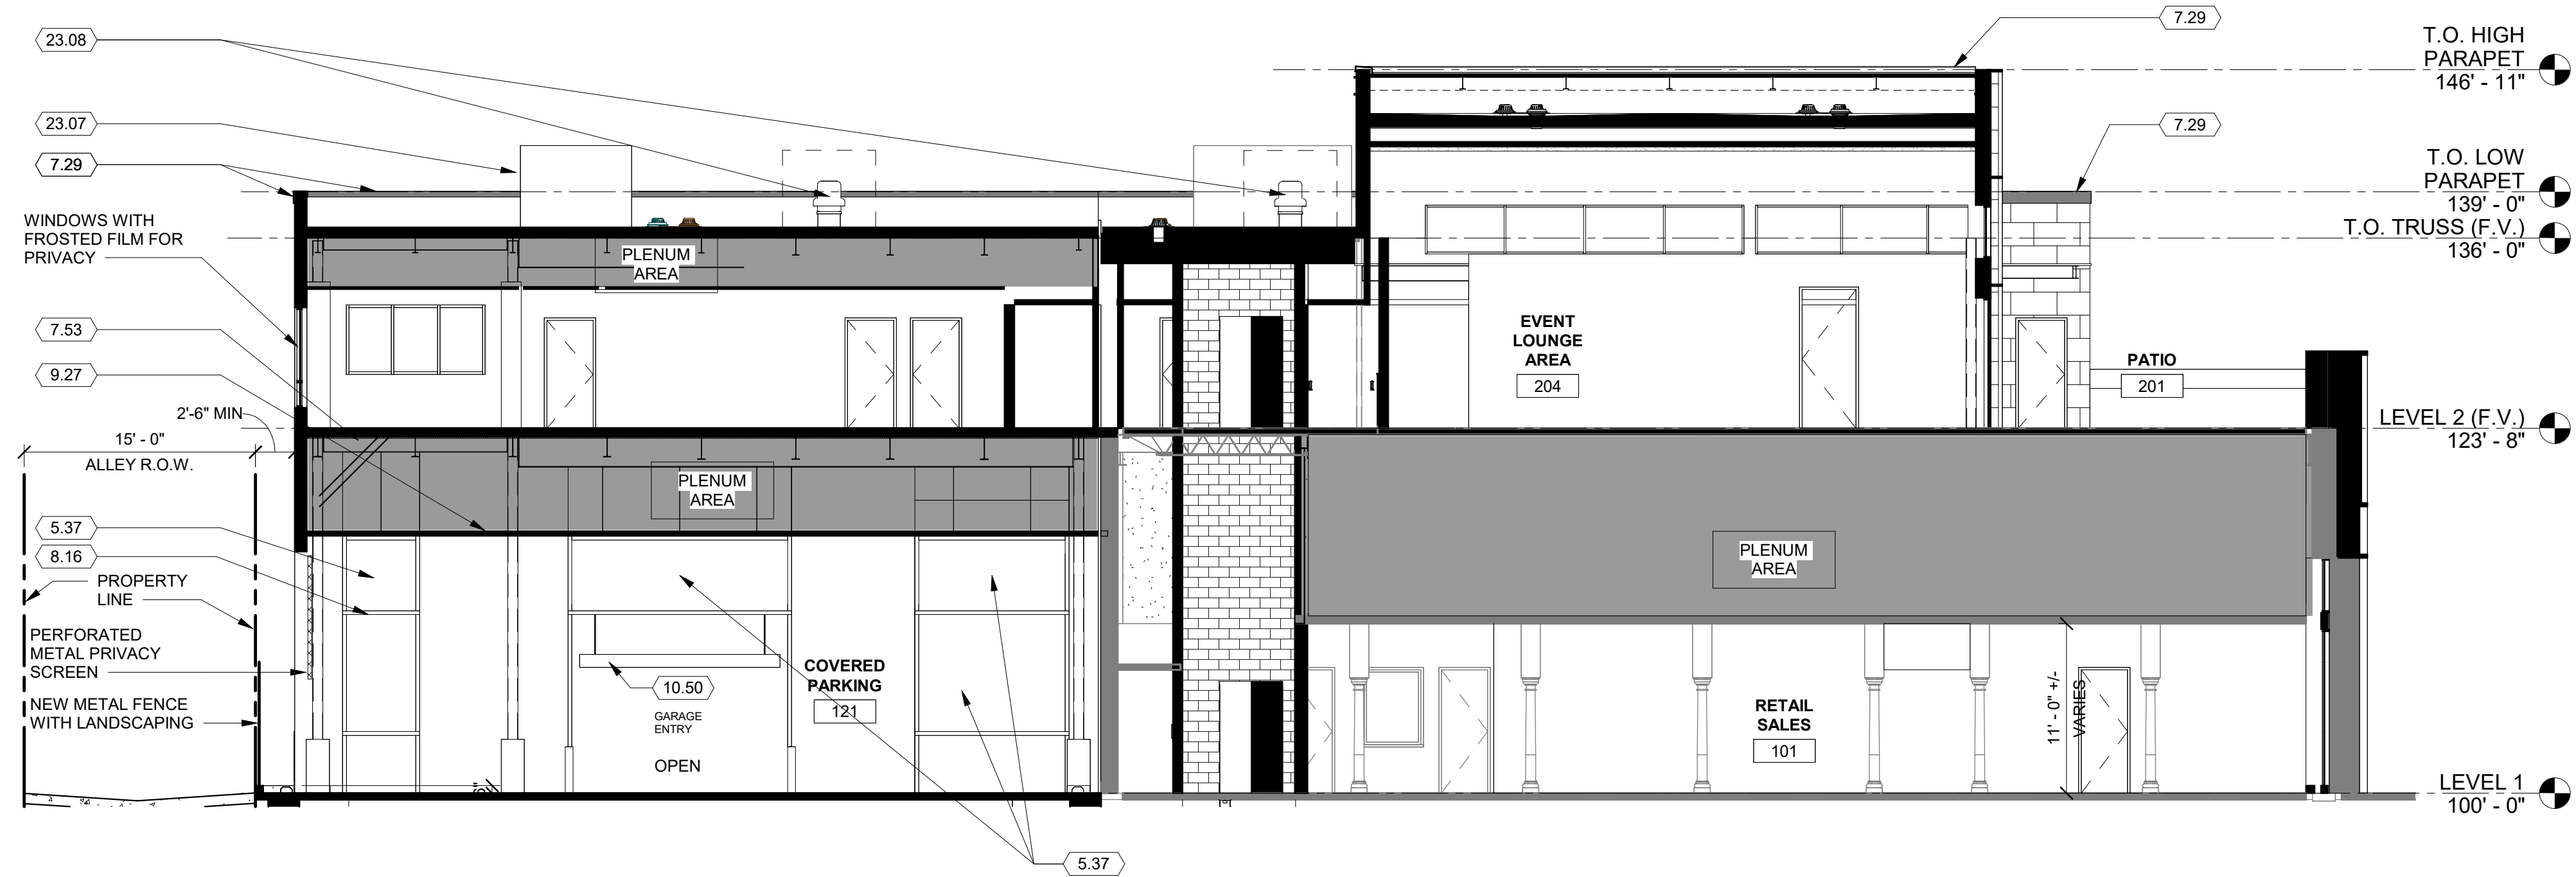 23.08
23.07
7.29
WINDOWS WITH
FROSTED FILM FOR
PRIVACY
7.53
9.27
2'-6" MIN
15' - 0"
ALLEY R.O.W.
5.37
8.16
PROPERTY
LINE
PERFORATED
METAL PRIVACY
SCREEN
NEW METAL FENCE
WITH LANDSCAPING
PLENUM
AREA
PLENUM
AREA
COVERED
PARKING
121
10.50
GARAGE
ENTRY
OPEN
5.37
EVENT
LOUNGE
AREA
204
PATIO
201
PLENUM
AREA
RETAIL
SALES
101
11' - 0" +/-
VARIES
7.29
7.29
T.O. HIGH
PARAPET
146' - 11"
T.O. LOW
PARAPET
139' - 0"
T.O. TRUSS (F.V.)
136' - 0"
LEVEL 2 (F.V.)
123' - 8"
LEVEL 1
100' - 0"